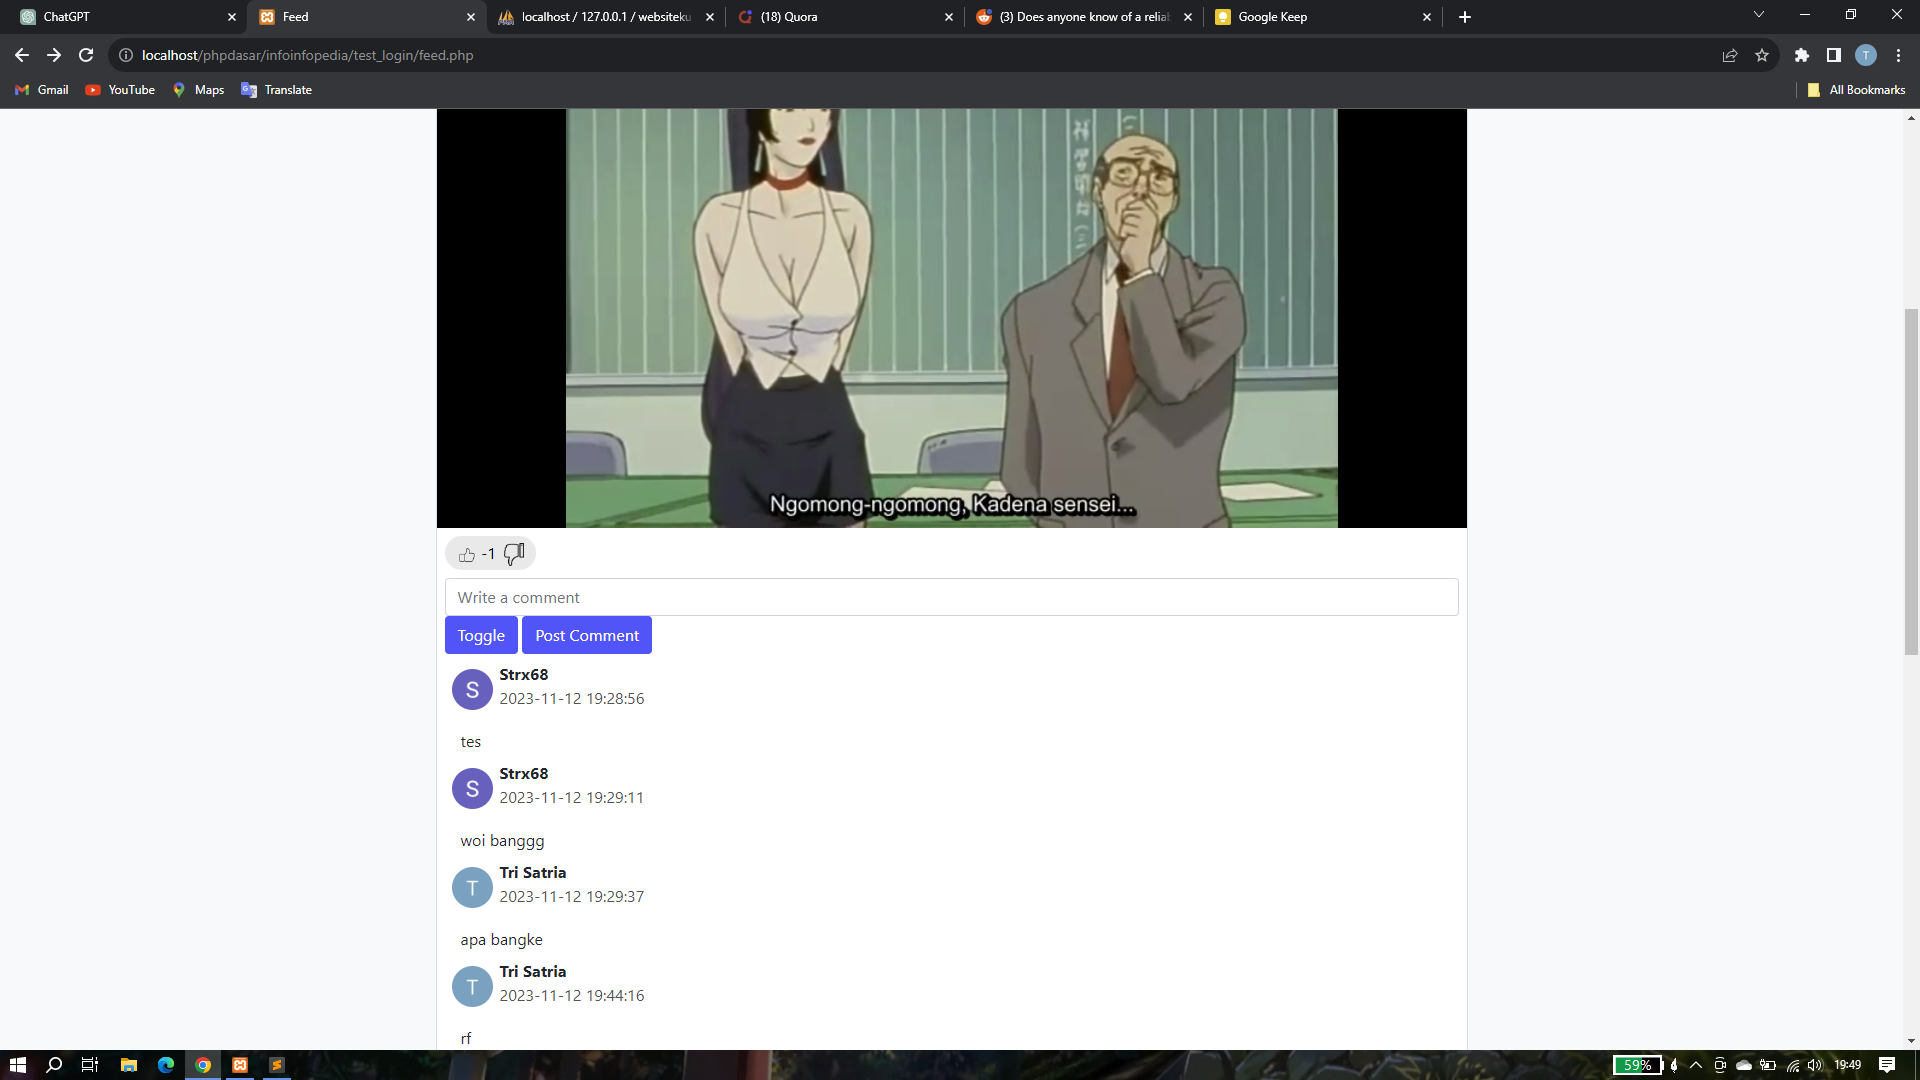 ChatGPT
Feed
localhost / 127.0.0.1 / websiteku
(18) Quora
(3) Does anyone know of a reliab
Google Keep
localhost/phpdasar/infoinfopedia/test_login/feed.php
T
Gmail
YouTube
Maps
Translate
All Bookmarks
Ngomong-ngomong, Kadena sensei...
-1
Write a comment
Toggle
Post Comment
S
Strx68
2023-11-12 19:28:56
tes
S
Strx68
2023-11-12 19:29:11
woi banggg
T
Tri Satria
2023-11-12 19:29:37
apa bangke
T
Tri Satria
2023-11-12 19:44:16
rf
59%
19:49